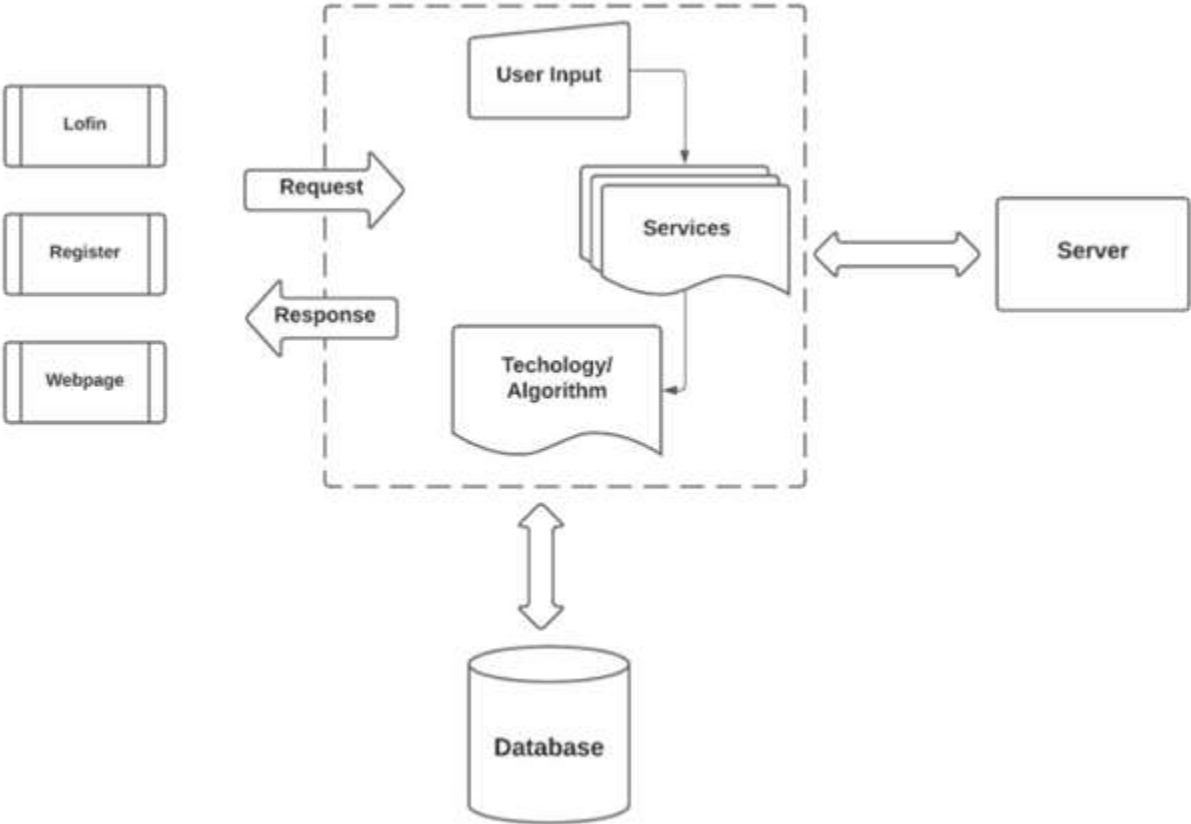 User Input
Lofin
Request
Services
Register
Server
Response
Techology/
Algorithm
Webpage
Database